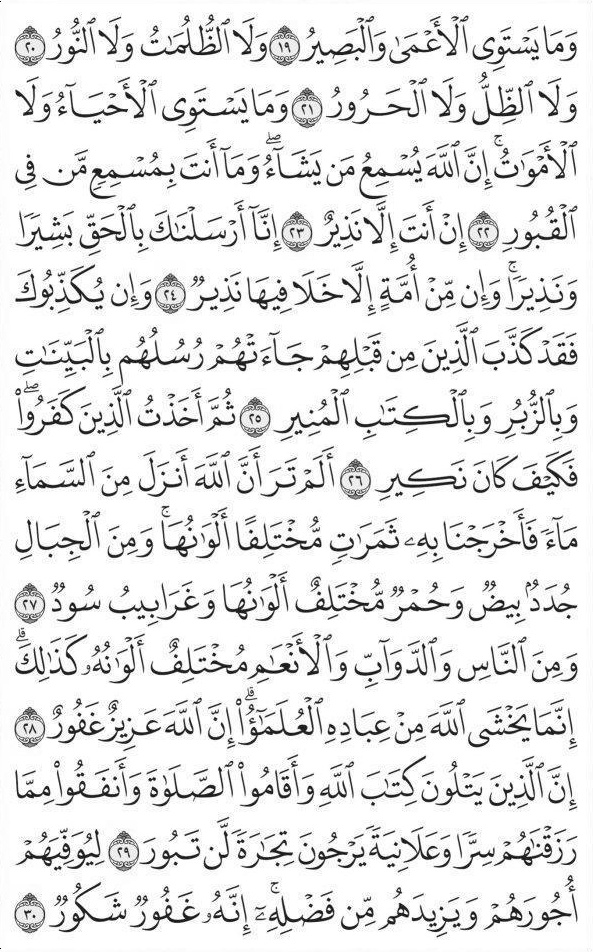 وَمَا يَسْتَوِى ٱلْأَعْمَىٰ وَٱلْبَصِيرُ ۝١٩ وَلَا ٱلظُّلُمَـٰتُ وَلَا ٱلنُّورُ ۝٢٠
وَلَا ٱلظِّلُّ وَلَا ٱلْحَرُورُ ۝٢١ وَمَا يَسْتَوِى ٱلْأَحْيَآءُ وَلَا
ٱلْأَمْوَٰتُ ۚ إِنَّ ٱللَّهَ يُسْمِعُ مَن يَشَآءُ ۖ وَمَآ أَنتَ بِمُسْمِعٍ مَّن فِى
ٱلْقُبُورِ ۝٢٢ إِنْ أَنتَ إِلَّا نَذِيرٌ ۝٢٣ إِنَّآ أَرْسَلْنَـٰكَ بِٱلْحَقِّ بَشِيرًا
وَنَذِيرًا ۚ وَإِن مِّنْ أُمَّةٍ إِلَّا خَلَا فِيهَا نَذِيرٌ ۝٢٤ وَإِن يُكَذِّبُوكَ
فَقَدْ كَذَّبَ ٱلَّذِينَ مِن قَبْلِهِمْ جَآءَتْهُمْ رُسُلُهُم بِٱلْبَيِّنَـٰتِ
وَبِٱلزُّبُرِ وَبِٱلْكِتَـٰبِ ٱلْمُنِيرِ ۝٢٥ ثُمَّ أَخَذْتُ ٱلَّذِينَ كَفَرُوا۟ ۖ
فَكَيْفَ كَانَ نَكِيرِ ۝٢٦ أَلَمْ تَرَ أَنَّ ٱللَّهَ أَنزَلَ مِنَ ٱلسَّمَآءِ
مَآءً فَأَخْرَجْنَا بِهِۦ ثَمَرَٰتٍ مُّخْتَلِفًا أَلْوَٰنُهَا ۚ وَمِنَ ٱلْجِبَالِ
جُدَدٌۢ بِيضٌ وَحُمْرٌ مُّخْتَلِفٌ أَلْوَٰنُهَا وَغَرَابِيبُ سُودٌ ۝٢٧
وَمِنَ ٱلنَّاسِ وَٱلدَّوَآبِّ وَٱلْأَنْعَـٰمِ مُخْتَلِفٌ أَلْوَٰنُهُۥ كَذَٰلِكَ ۗ
إِنَّمَا يَخْشَى ٱللَّهَ مِنْ عِبَادِهِ ٱلْعُلَمَـٰٓؤُا۟ ۗ إِنَّ ٱللَّهَ عَزِيزٌ غَفُورٌ ۝٢٨
إِنَّ ٱلَّذِينَ يَتْلُونَ كِتَـٰبَ ٱللَّهِ وَأَقَامُوا۟ ٱلصَّلَوٰةَ وَأَنفَقُوا۟ مِمَّا
رَزَقْنَـٰهُمْ سِرًّا وَعَلَانِيَةً يَرْجُونَ تِجَـٰرَةً لَّن تَبُورَ ۝٢٩ لِيُوَفِّيَهُمْ
أُجُورَهُمْ وَيَزِيدَهُم مِّن فَضْلِهِۦٓ ۚ إِنَّهُۥ غَفُورٌ شَكُورٌ ۝٣٠